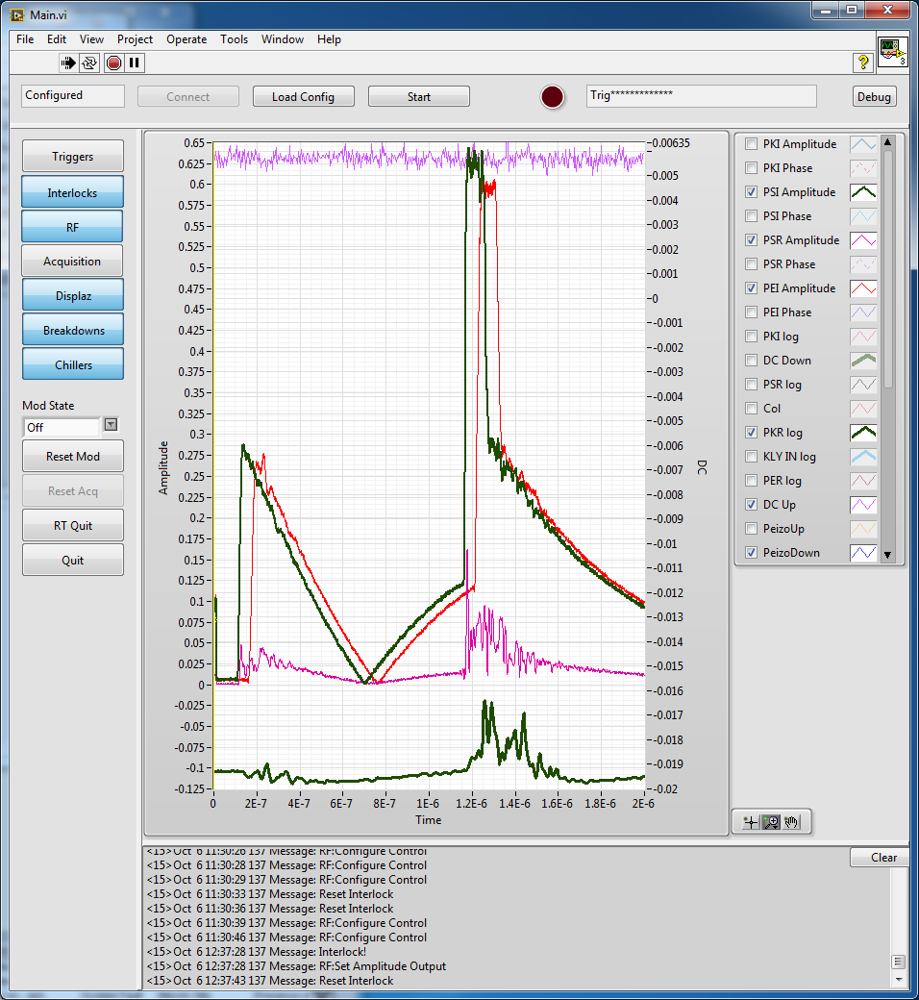 Main.vi
File Edit View Project Operate Tools Window Help
3
Configured Connect Load Config Start Trig************* Debug
Triggers
Interlocks
RF
Acquisition
Displaz
Breakdowns
Chillers
Mod State
Off
Reset Mod
Reset Acq
RT Quit
Quit
Amplitude
0.65
0.625
0.6
0.575
0.55
0.525
0.5
0.475
0.45
0.425
0.4
0.375
0.35
0.325
0.3
0.275
0.25
0.225
0.2
0.175
0.15
0.125
0.1
0.075
0.05
0.025
0
-0.025
-0.05
-0.075
-0.1
-0.125
0 2E-7 4E-7 6E-7 8E-7 1E-6 1.2E-6 1.4E-6 1.6E-6 1.8E-6 2E-6
Time
0.00635
0.005
0.004
0.003
0.002
0.001
0
-0.001
-0.002
-0.003
-0.004
-0.005
-0.006
-0.007
-0.008
-0.009
-0.01
-0.011
-0.012
-0.013
-0.014
-0.015
-0.016
-0.017
-0.018
-0.019
-0.02
DC
PKI Amplitude
PKI Phase
PSI Amplitude
PSI Phase
PSR Amplitude
PSR Phase
PEI Amplitude
PEI Phase
PKI log
DC Down
PSR log
Col
PKR log
KLY IN log
PER log
DC Up
PeizoUp
PeizoDown
Clear
<15>Oct 6 11:30:26 137 Message: RF:Configure Control
<15>Oct 6 11:30:28 137 Message: RF:Configure Control
<15>Oct 6 11:30:29 137 Message: RF:Configure Control
<15>Oct 6 11:30:33 137 Message: Reset Interlock
<15>Oct 6 11:30:36 137 Message: Reset Interlock
<15>Oct 6 11:30:39 137 Message: RF:Configure Control
<15>Oct 6 11:30:46 137 Message: RF:Configure Control
<15>Oct 6 12:37:28 137 Message: Interlock!
<15>Oct 6 12:37:28 137 Message: RF:Set Amplitude Output
<15>Oct 6 12:37:43 137 Message: Reset Interlock